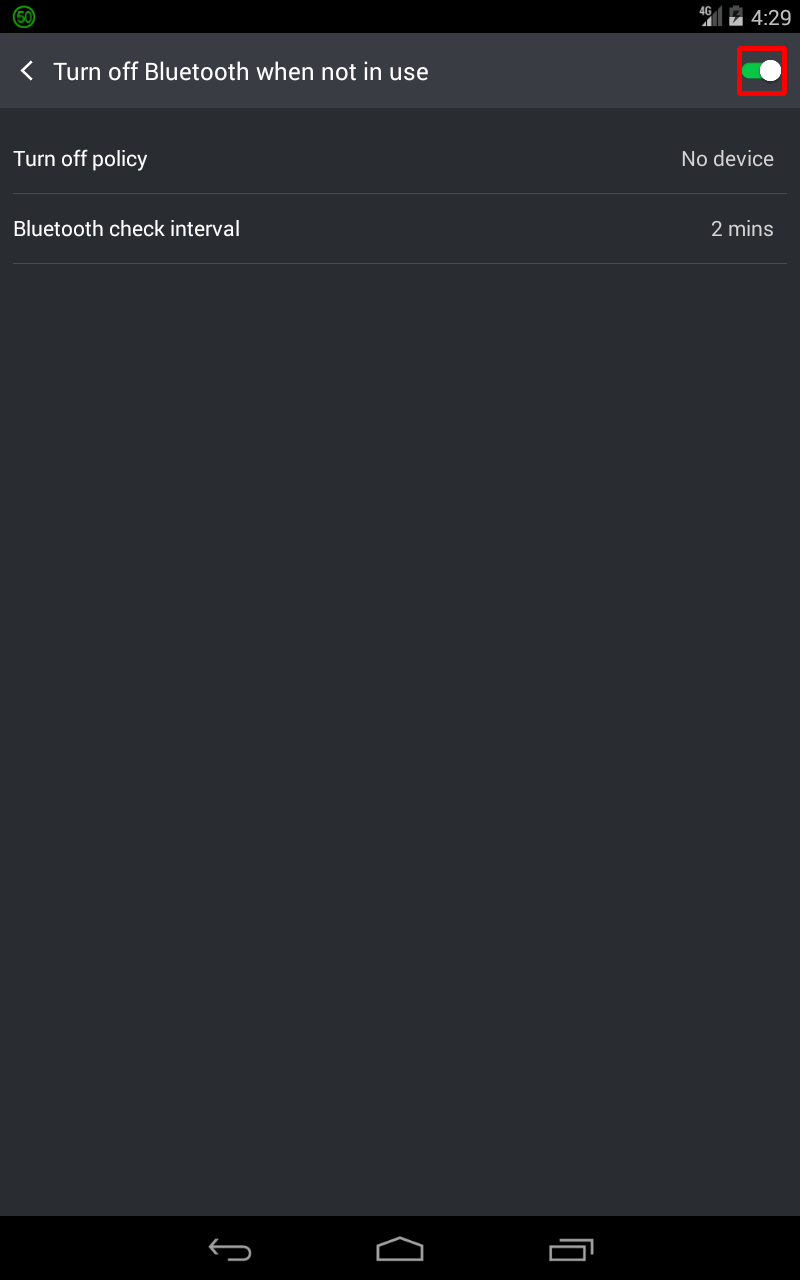 50
4G
4:29
Turn off Bluetooth when not in use
Turn off policy
No device
Bluetooth check interval
2 mins